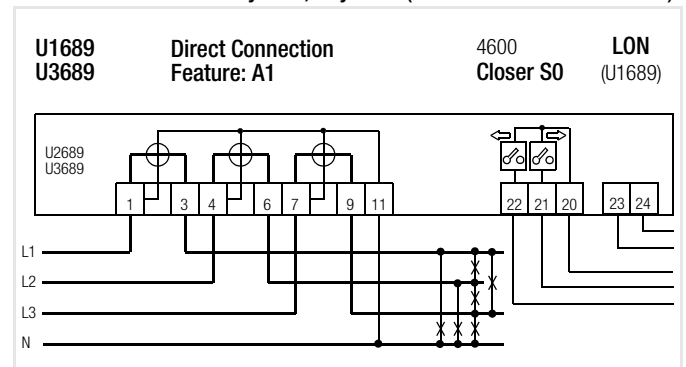 U1689 Direct Connection 4600 LON
U3689 Feature: A1 Closer S0 (U1689)
U2689
U3689
1 3 4 6 7 9 11 22 21 20 23 24
L1
L2
L3
N